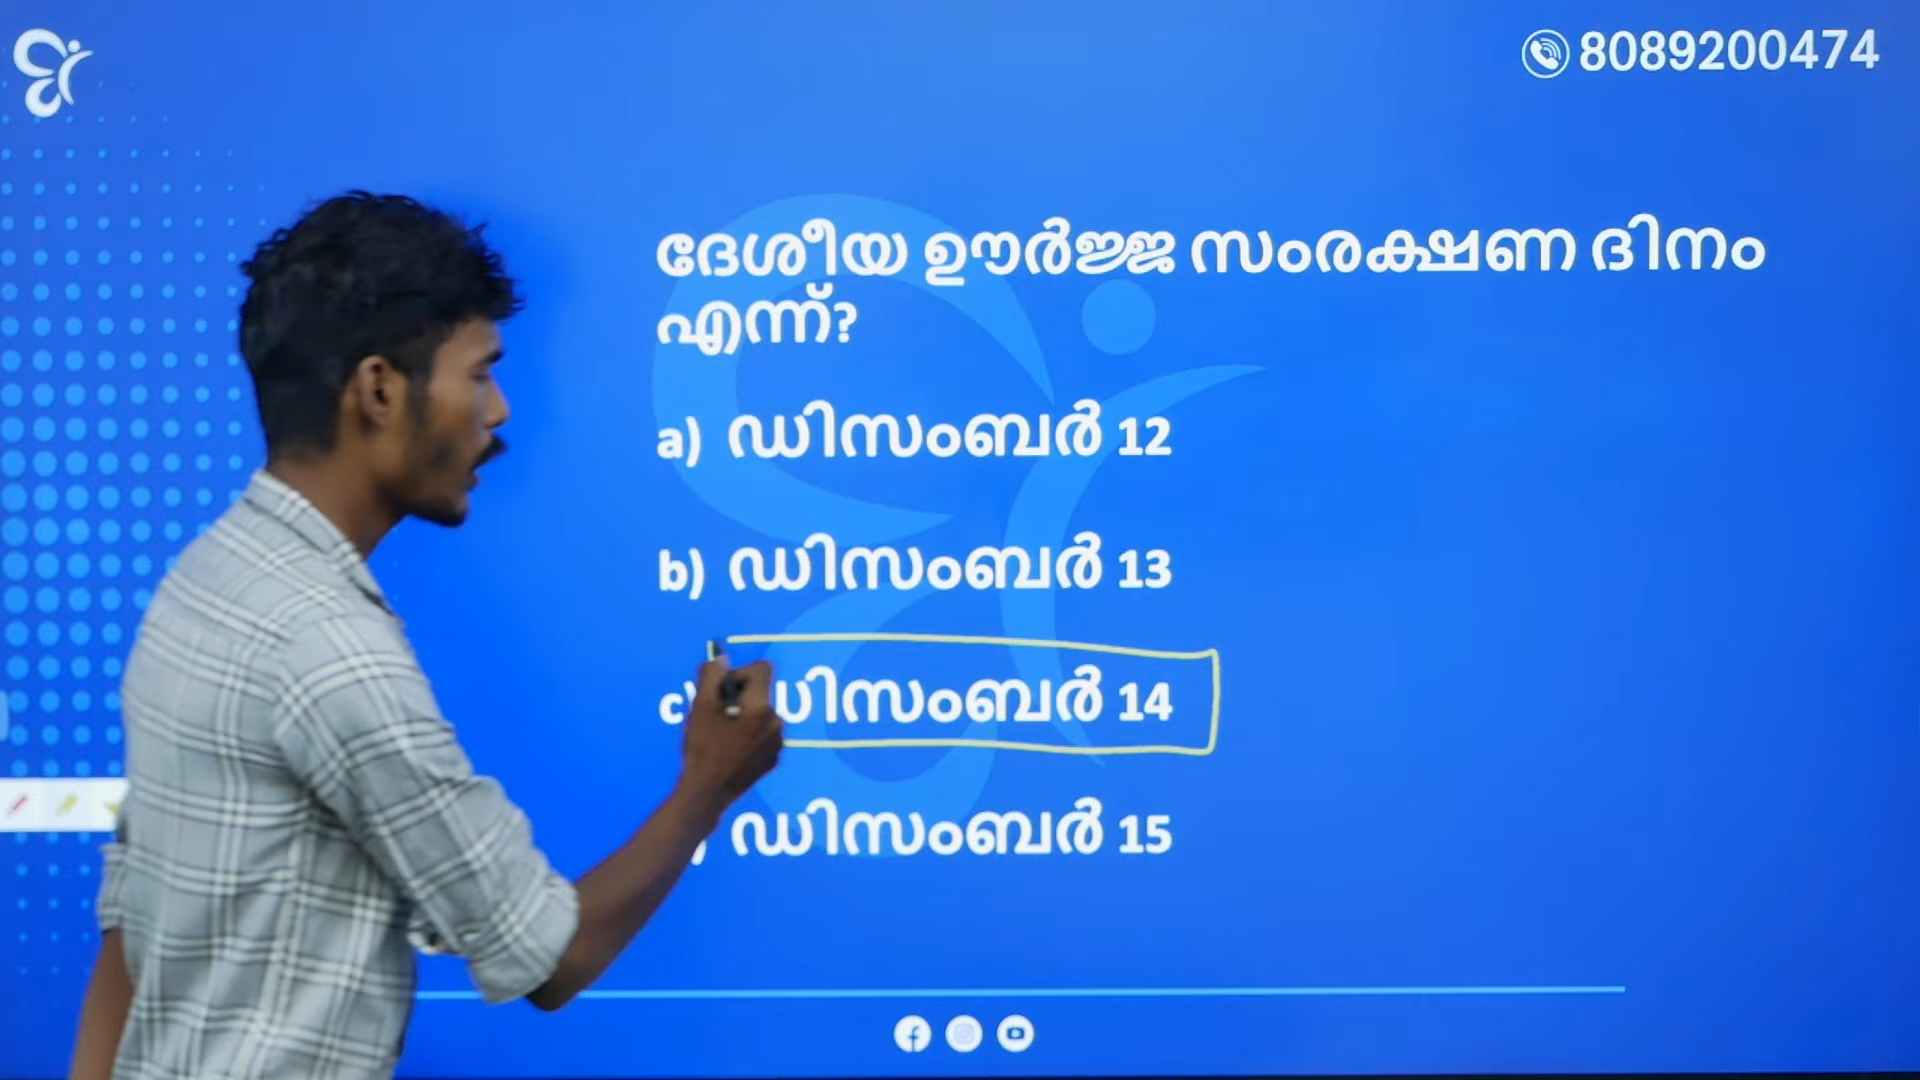 8089200474
ദേശീയ ഊർജ്ജ സംരക്ഷണ ദിനം
എന്ന്?
a) ഡിസംബർ 12
b) ഡിസംബർ 13
c) ഡിസംബർ 14
ഡിസംബർ 15